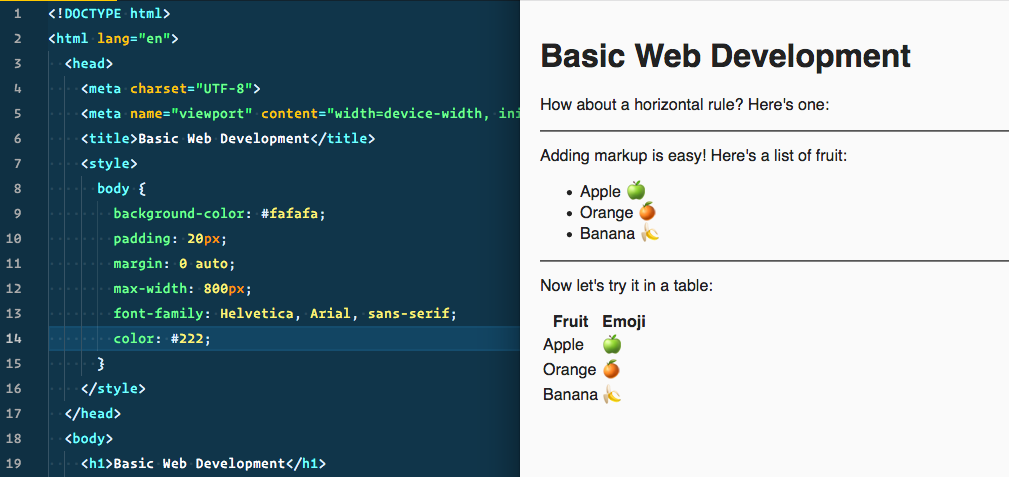 1 <!DOCTYPE html>
2 <html lang="en">
3 <head>
4 <meta charset="UTF-8">
5 <meta name="viewport" content="width=device-width, ini
6 <title>Basic Web Development</title>
7 <style>
8 body {
9 background-color: #fafafa;
10 padding: 20px;
11 margin: 0 auto;
12 max-width: 800px;
13 font-family: Helvetica, Arial, sans-serif;
14 color: #222;
15 }
16 </style>
17 </head>
18 <body>
19 <h1>Basic Web Development</h1>
Basic Web Development
How about a horizontal rule? Here's one:
Adding markup is easy! Here's a list of fruit:
• Apple 🍏
• Orange 🍊
• Banana 🍌
Now let's try it in a table:
Fruit Emoji
Apple 🍏
Orange 🍊
Banana 🍌